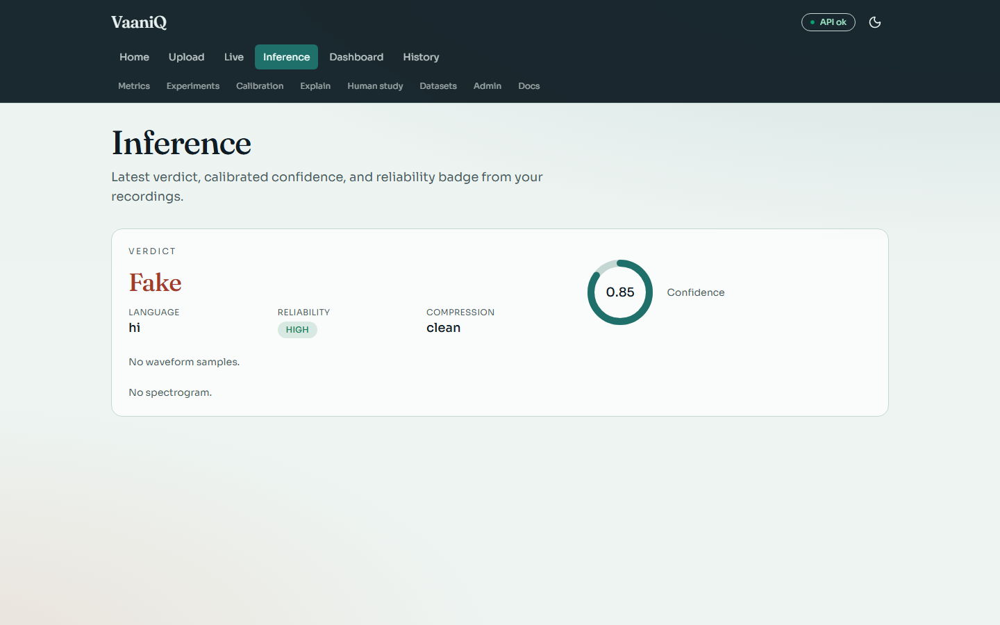 VaaniQ
API ok
Home Upload Live Inference Dashboard History
Metrics Experiments Calibration Explain Human study Datasets Admin Docs
Inference
Latest verdict, calibrated confidence, and reliability badge from your
recordings.
VERDICT
Fake
0.85 Confidence
LANGUAGE RELIABILITY COMPRESSION
hi HIGH clean
No waveform samples.
No spectrogram.